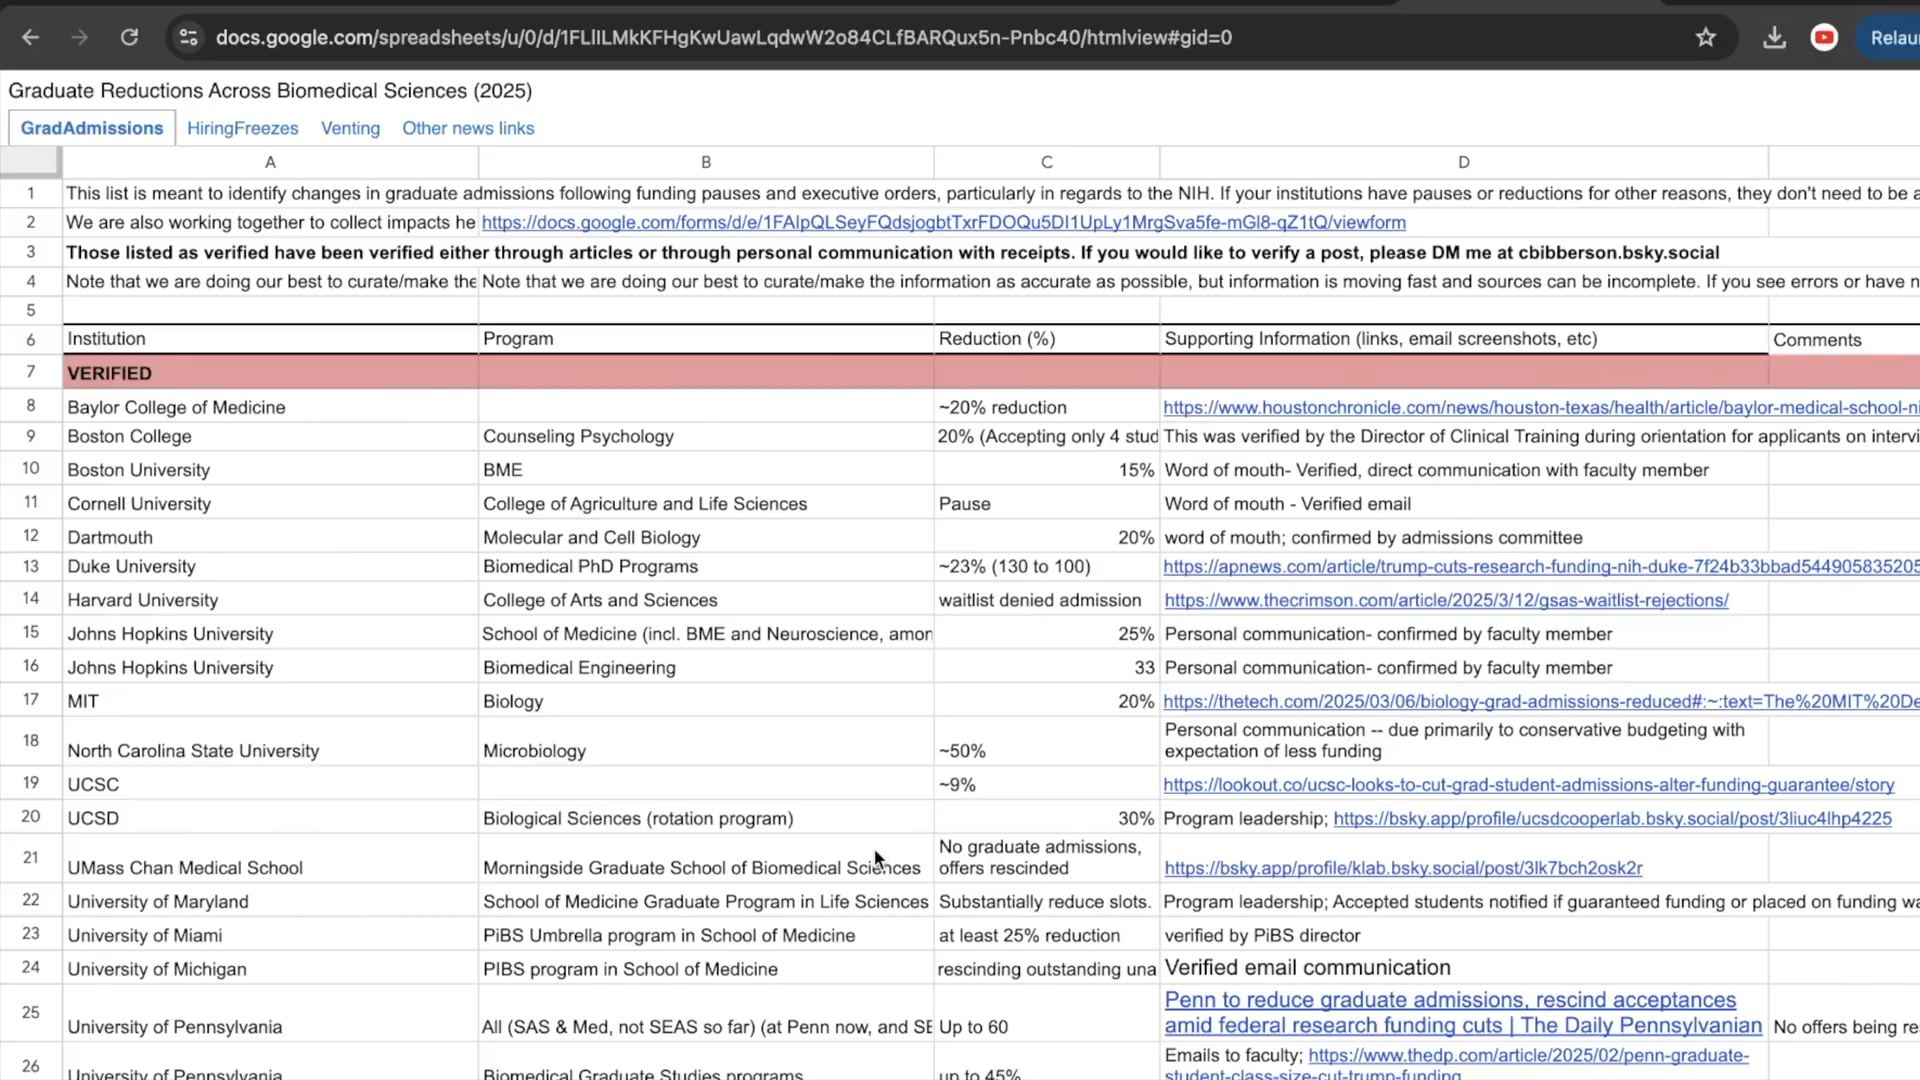 docs.google.com/spreadsheets/u/0/d/1FLlILMkKFHgKwUawLqdwW2o84CLfBARQux5n-Pnbc40/htmlview#gid=0 Relau
Graduate Reductions Across Biomedical Sciences (2025)
GradAdmissions HiringFreezes Venting Other news links
A B C D
1 This list is meant to identify changes in graduate admissions following funding pauses and executive orders, particularly in regards to the NIH. If your institutions have pauses or reductions for other reasons, they don't need to be a
2 We are also working together to collect impacts he https://docs.google.com/forms/d/e/1FAIpQLSeyFQdsjogbtTxrFDOQu5DI1UpLy1MrgSva5fe-mGl8-qZ1tQ/viewform
3 Those listed as verified have been verified either through articles or through personal communication with receipts. If you would like to verify a post, please DM me at cbibberson.bsky.social
4 Note that we are doing our best to curate/make the Note that we are doing our best to curate/make the information as accurate as possible, but information is moving fast and sources can be incomplete. If you see errors or have n
5
6 Institution Program Reduction (%) Supporting Information (links, email screenshots, etc) Comments
7 VERIFIED
8 Baylor College of Medicine ~20% reduction https://www.houstonchronicle.com/news/houston-texas/health/article/baylor-medical-school-ni
9 Boston College Counseling Psychology 20% (Accepting only 4 stud This was verified by the Director of Clinical Training during orientation for applicants on intervi
10 Boston University BME 15% Word of mouth- Verified, direct communication with faculty member
11 Cornell University College of Agriculture and Life Sciences Pause Word of mouth - Verified email
12 Dartmouth Molecular and Cell Biology 20% word of mouth; confirmed by admissions committee
13 Duke University Biomedical PhD Programs ~23% (130 to 100) https://apnews.com/article/trump-cuts-research-funding-nih-duke-7f24b33bbad544905835205
14 Harvard University College of Arts and Sciences waitlist denied admission https://www.thecrimson.com/article/2025/3/12/gsas-waitlist-rejections/
15 Johns Hopkins University School of Medicine (incl. BME and Neuroscience, amon 25% Personal communication- confirmed by faculty member
16 Johns Hopkins University Biomedical Engineering 33 Personal communication- confirmed by faculty member
17 MIT Biology 20% https://thetech.com/2025/03/06/biology-grad-admissions-reduced#:~:text=The%20MIT%20De
18 North Carolina State University Microbiology ~50% Personal communication -- due primarily to conservative budgeting with
expectation of less funding
19 UCSC ~9% https://lookout.co/ucsc-looks-to-cut-grad-student-admissions-alter-funding-guarantee/story
20 UCSD Biological Sciences (rotation program) 30% Program leadership; https://bsky.app/profile/ucsdcooperlab.bsky.social/post/3liuc4lhp4225
21 UMass Chan Medical School Morningside Graduate School of Biomedical Sciences No graduate admissions,
offers rescinded https://bsky.app/profile/klab.bsky.social/post/3lk7bch2osk2r
22 University of Maryland School of Medicine Graduate Program in Life Sciences Substantially reduce slots. Program leadership; Accepted students notified if guaranteed funding or placed on funding wa
23 University of Miami PiBS Umbrella program in School of Medicine at least 25% reduction verified by PiBS director
24 University of Michigan PIBS program in School of Medicine rescinding outstanding una Verified email communication
25 University of Pennsylvania All (SAS & Med, not SEAS so far) (at Penn now, and SE Up to 60 Penn to reduce graduate admissions, rescind acceptances
amid federal research funding cuts | The Daily Pennsylvanian No offers being re
26 University of Pennsylvania Biomedical Graduate Studies programs up to 45% Emails to faculty; https://www.thedp.com/article/2025/02/penn-graduate-
student-class-size-cut-trump-funding